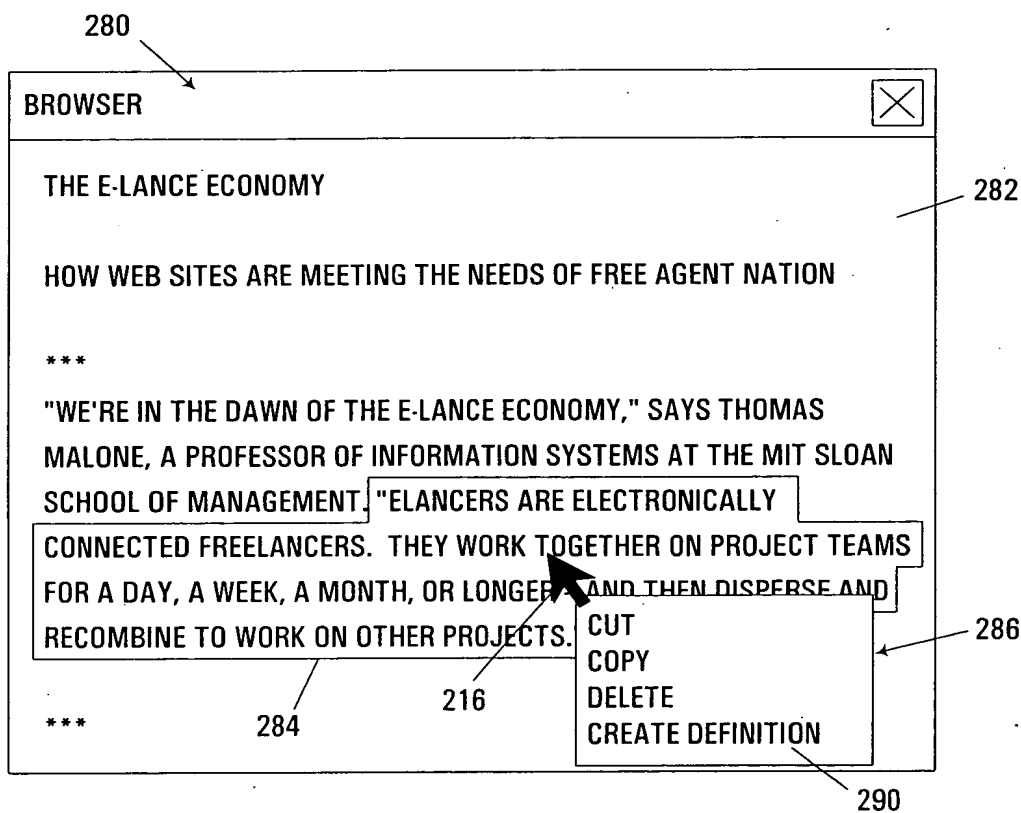 280
BROWSER
THE E-LANCE ECONOMY
282
HOW WEB SITES ARE MEETING THE NEEDS OF FREE AGENT NATION
***
"WE'RE IN THE DAWN OF THE E-LANCE ECONOMY," SAYS THOMAS
MALONE, A PROFESSOR OF INFORMATION SYSTEMS AT THE MIT SLOAN
SCHOOL OF MANAGEMENT. "ELANCERS ARE ELECTRONICALLY
CONNECTED FREELANCERS. THEY WORK TOGETHER ON PROJECT TEAMS
FOR A DAY, A WEEK, A MONTH, OR LONGER - AND THEN DISPERSE AND
RECOMBINE TO WORK ON OTHER PROJECTS.
CUT
COPY
DELETE
CREATE DEFINITION
286
216
284
***
290